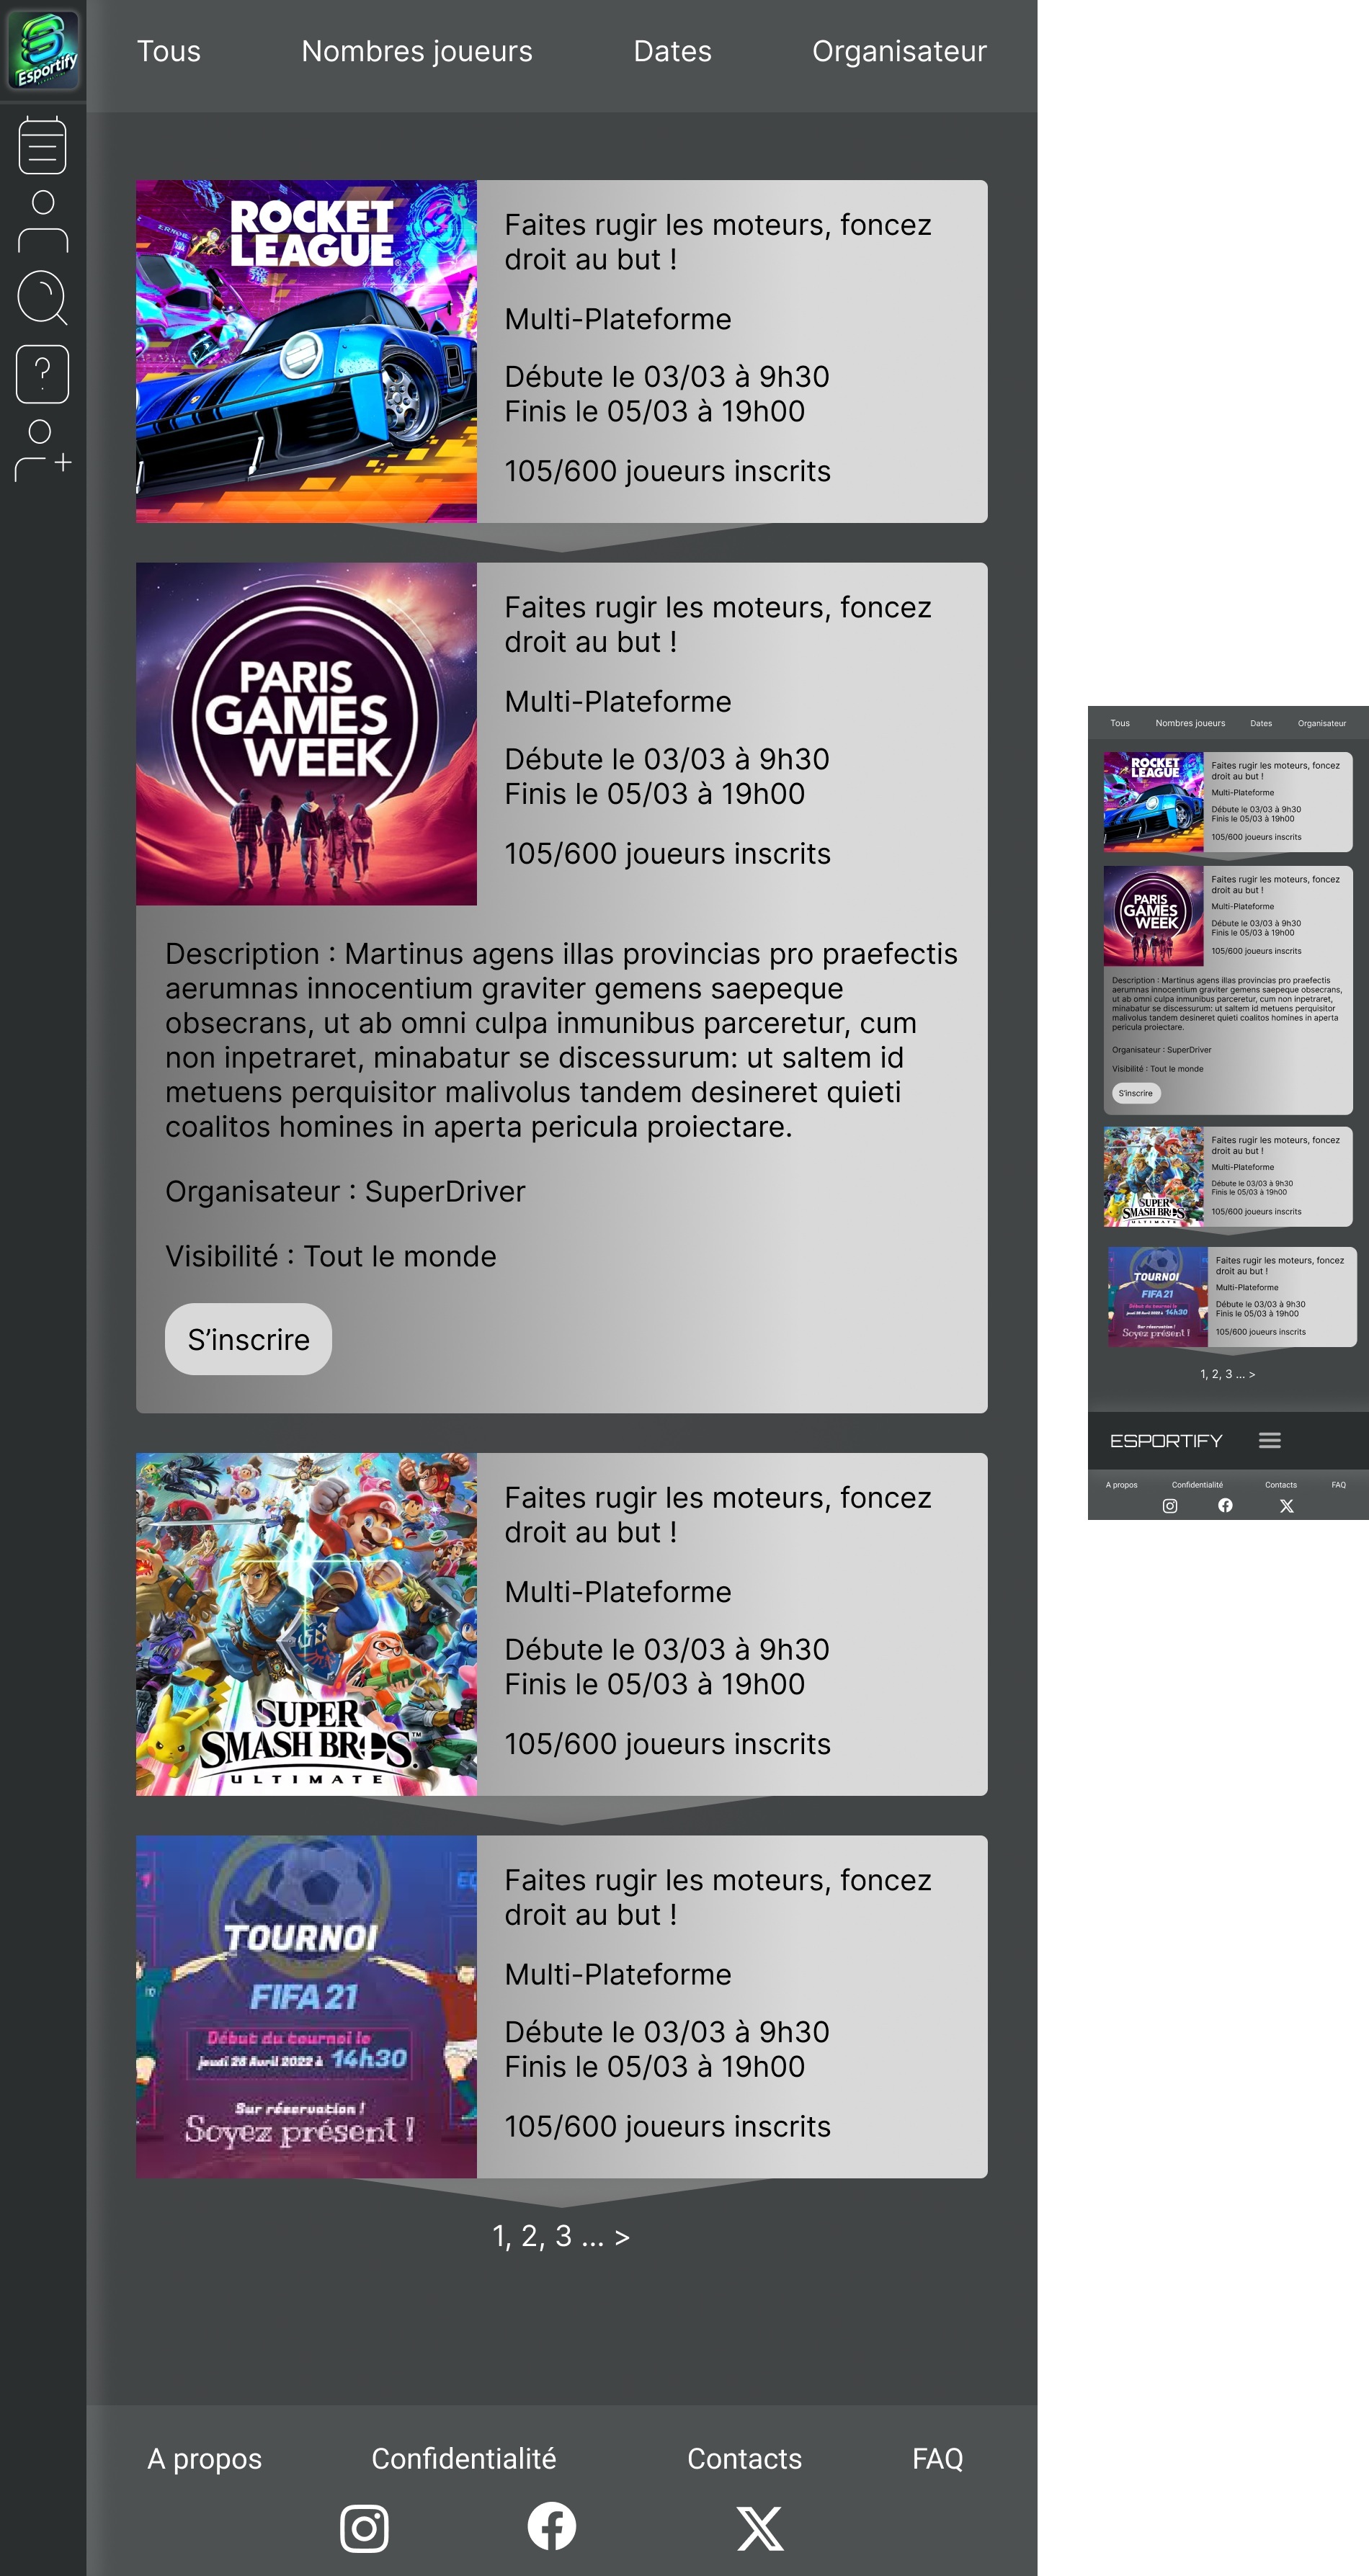 Esportify
Tous Nombres joueurs Dates Organisateur
ROCKET
LEAGUE
Faites rugir les moteurs, foncez
droit au but !
Multi-Plateforme
Débute le 03/03 à 9h30
Finis le 05/03 à 19h00
105/600 joueurs inscrits
PARIS
GAMES
WEEK
Faites rugir les moteurs, foncez
droit au but !
Multi-Plateforme
Débute le 03/03 à 9h30
Finis le 05/03 à 19h00
105/600 joueurs inscrits
Description : Martinus agens illas provincias pro praefectis
aerumnas innocentium graviter gemens saepeque
obsecrans, ut ab omni culpa inmunibus parceretur, cum
non inpetraret, minabatur se discessurum: ut saltem id
metuens perquisitor malivolus tandem desineret quieti
coalitos homines in aperta pericula proiectare.
Organisateur : SuperDriver
Visibilité : Tout le monde
S'inscrire
SUPER
SMASH BROS.™
ULTIMATE
Faites rugir les moteurs, foncez
droit au but !
Multi-Plateforme
Débute le 03/03 à 9h30
Finis le 05/03 à 19h00
105/600 joueurs inscrits
TOURNOI
FIFA 21
Début du tournoi le
jeudi 28 Avril 2022 à 14h30
Sur réservation !
Soyez présent !
Faites rugir les moteurs, foncez
droit au but !
Multi-Plateforme
Débute le 03/03 à 9h30
Finis le 05/03 à 19h00
105/600 joueurs inscrits
1, 2, 3 ... >
A propos Confidentialité Contacts FAQ
Tous Nombres joueurs Dates Organisateur
ROCKET
LEAGUE
Faites rugir les moteurs, foncez
droit au but !
Multi-Plateforme
Débute le 03/03 à 9h30
Finis le 05/03 à 19h00
105/600 joueurs inscrits
PARIS
GAMES
WEEK
Faites rugir les moteurs, foncez
droit au but !
Multi-Plateforme
Débute le 03/03 à 9h30
Finis le 05/03 à 19h00
105/600 joueurs inscrits
Description : Martinus agens illas provincias pro praefectis
aerumnas innocentium graviter gemens saepeque obsecrans,
ut ab omni culpa inmunibus parceretur, cum non inpetraret,
minabatur se discessurum: ut saltem id metuens perquisitor
malivolus tandem desineret quieti coalitos homines in aperta
pericula proiectare.
Organisateur : SuperDriver
Visibilité : Tout le monde
S'inscrire
SUPER
SMASH BROS
ULTIMATE
Faites rugir les moteurs, foncez
droit au but !
Multi-Plateforme
Débute le 03/03 à 9h30
Finis le 05/03 à 19h00
105/600 joueurs inscrits
TOURNOI
FIFA 21
Début du tournoi le
jeudi 28 Avril 2022 à 14h30
Sur réservation !
Soyez présent !
Faites rugir les moteurs, foncez
droit au but !
Multi-Plateforme
Débute le 03/03 à 9h30
Finis le 05/03 à 19h00
105/600 joueurs inscrits
1, 2, 3 ... >
ESPORTIFY
A propos Confidentialité Contacts FAQ